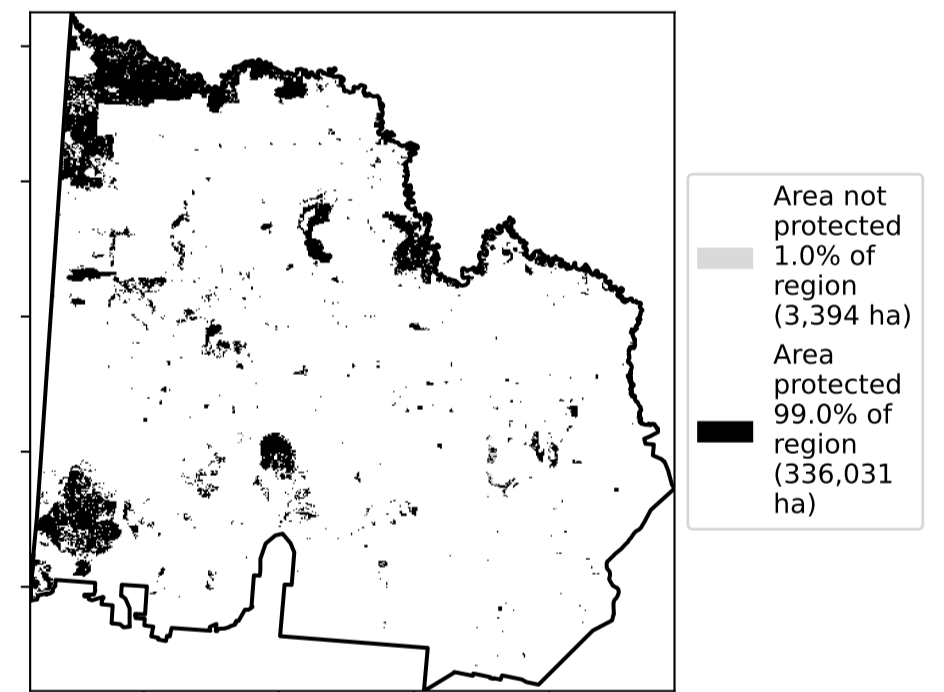 Area not
protected
1.0% of
region
(3,394 ha)
Area
protected
99.0% of
region
(336,031
ha)